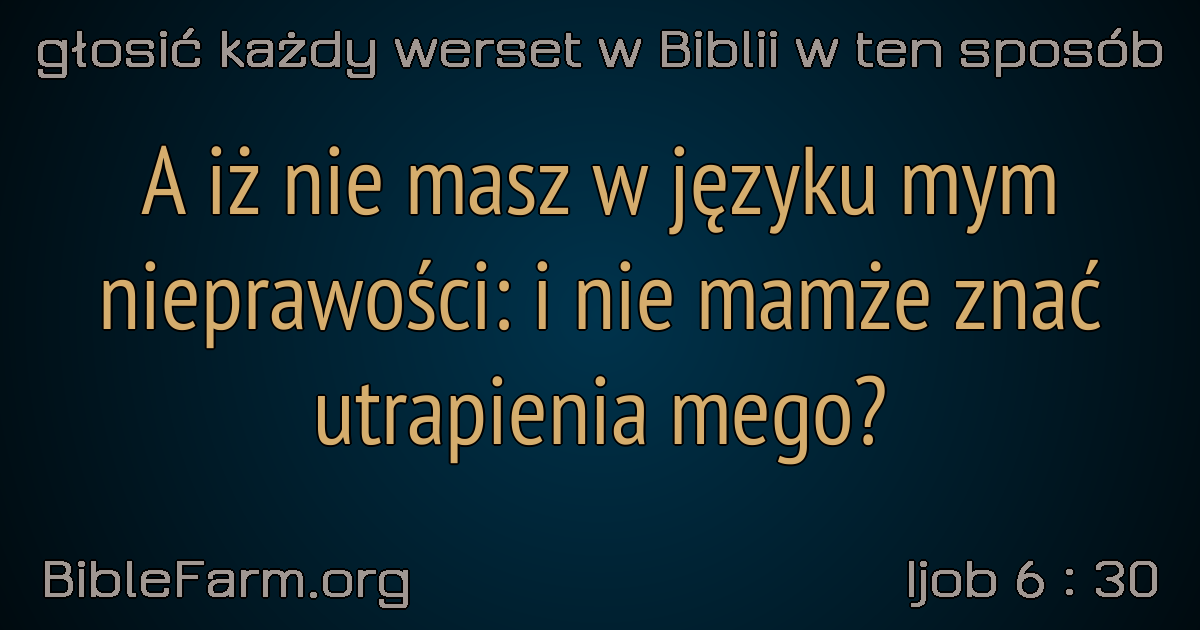 głosić każdy werset w Biblii w ten sposób
A iż nie masz w języku mym
nieprawości: i nie mamże znać
utrapienia mego?
BibleFarm.org
Ijob 6 : 30